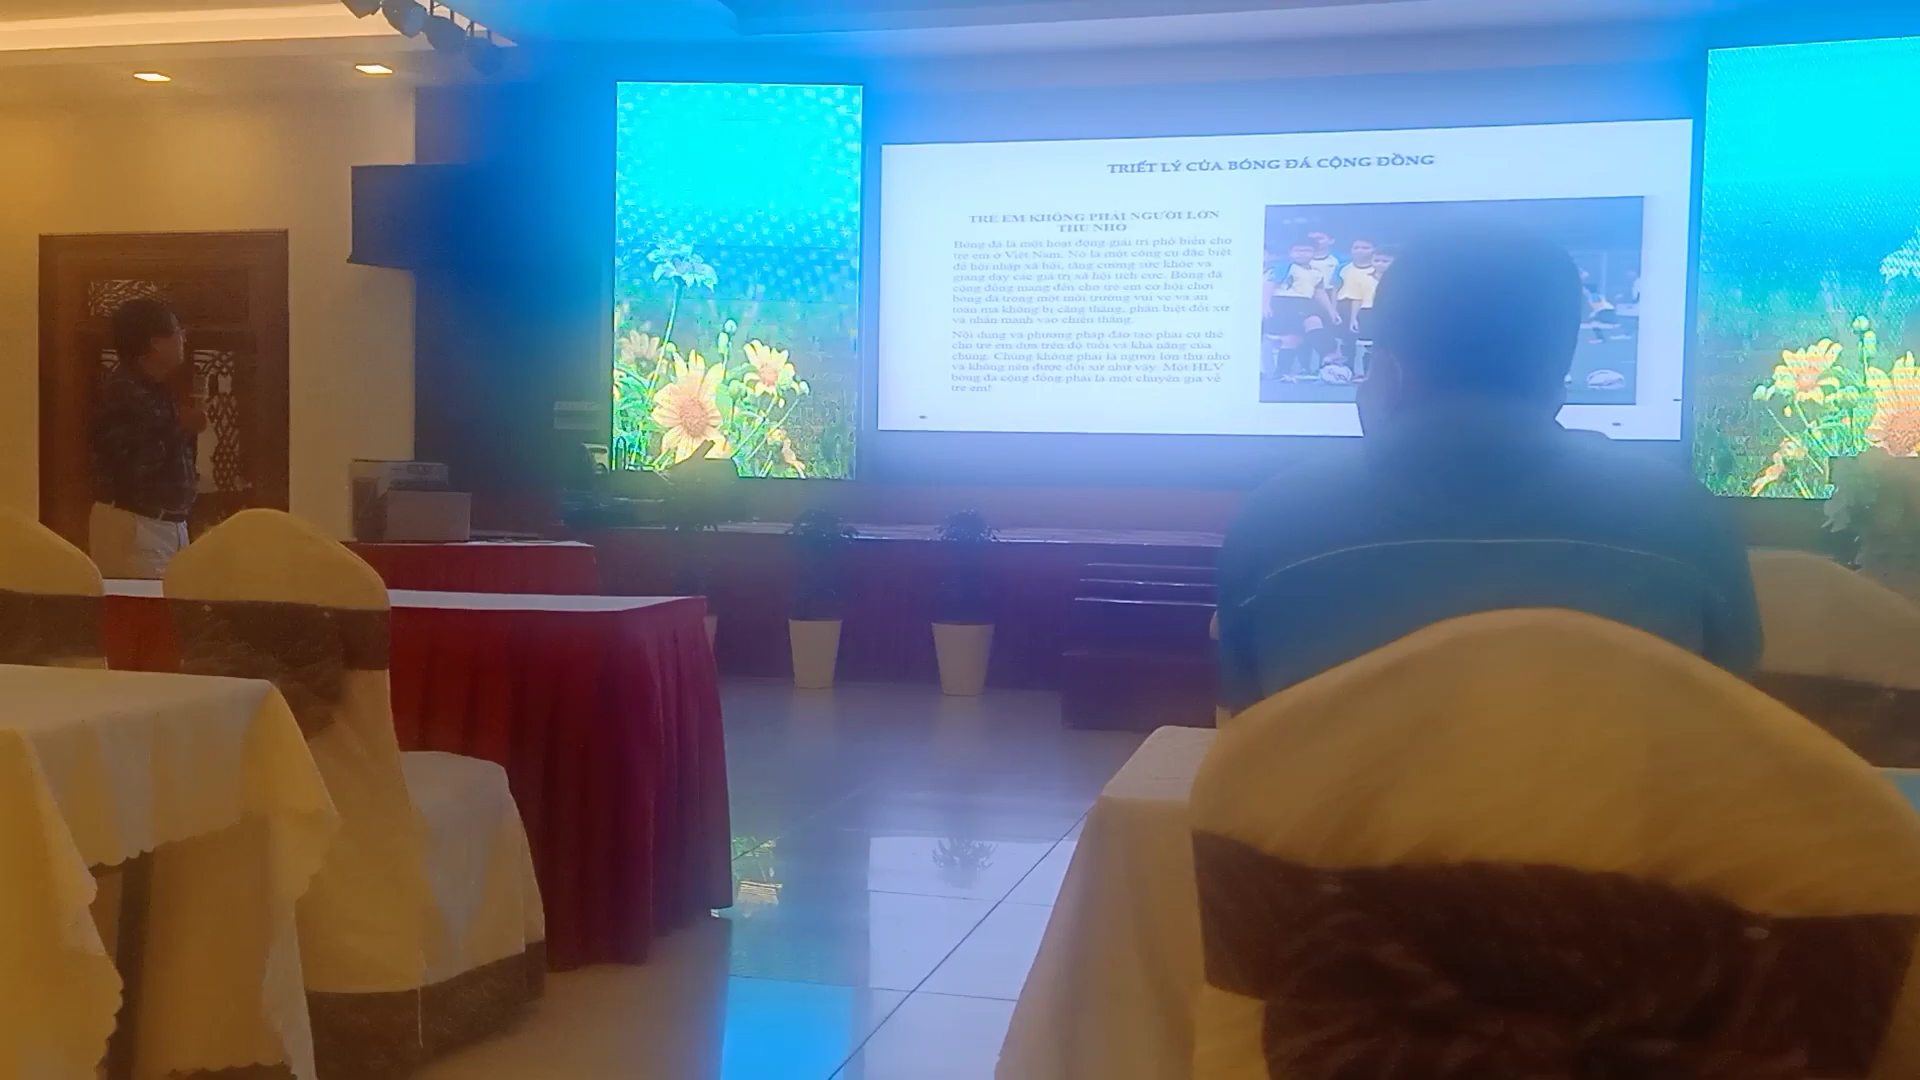 TRIẾT LÝ CỦA BÓNG ĐÁ CỘNG ĐỒNG
TRẺ EM KHÔNG PHẢI NGƯỜI LỚN
THU NHỎ
Bóng đá là một hoạt động giải trí phổ biến cho
trẻ em ở Việt Nam. Nó là một công cụ đặc biệt
để hội nhập xã hội, tăng cường sức khỏe và
giảng dạy các giá trị xã hội tích cực. Bóng đá
cộng đồng mang đến cho trẻ em cơ hội chơi
bóng đá trong một môi trường vui vẻ và an
toàn mà không bị căng thẳng, phân biệt đối xử
và nhấn mạnh vào chiến thắng.
Nội dung và phương pháp đào tạo phải cụ thể
cho trẻ em dựa trên độ tuổi và khả năng của
chúng. Chúng không phải là người lớn thu nhỏ
và không nên được đối xử như vậy. Một HLV
bóng đá cộng đồng phải là một chuyên gia về
trẻ em!